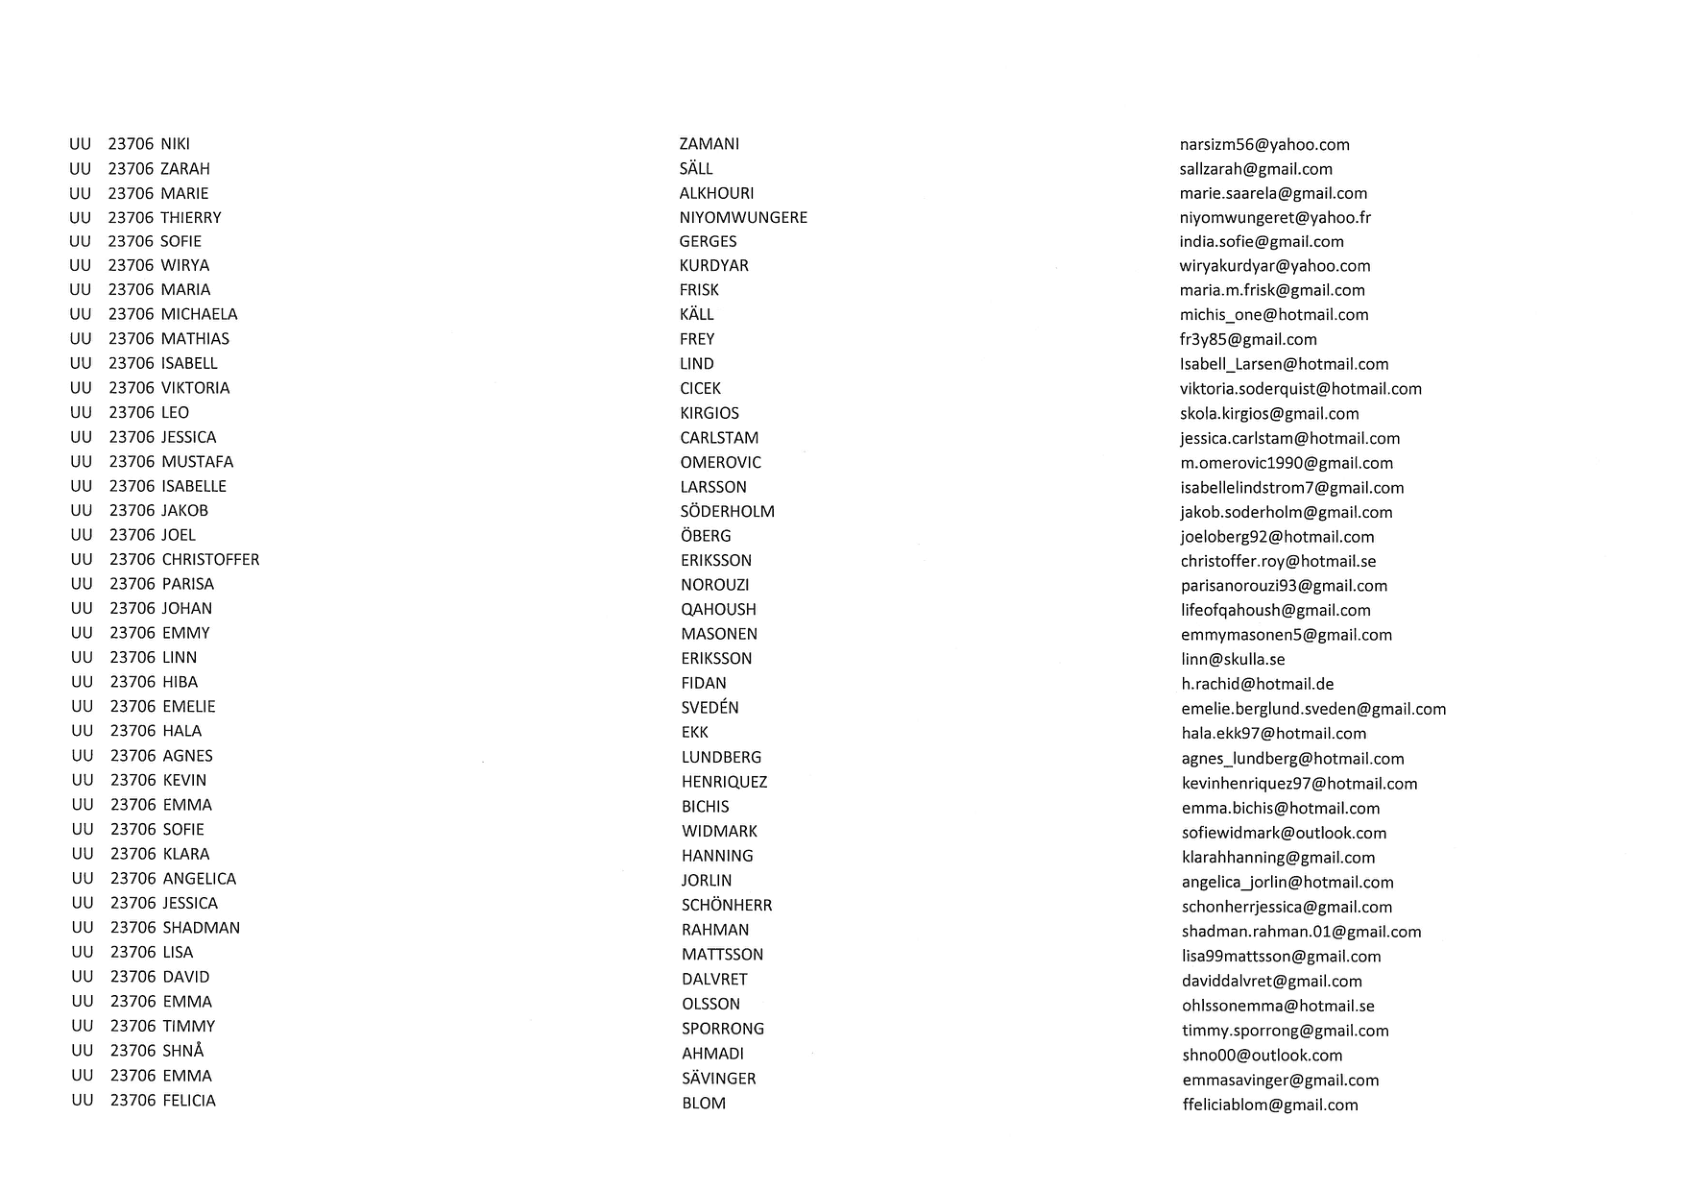 UU 23706 NIKI ZAMANI narsizm56@yahoo.com
UU 23706 ZARAH SÄLL sallzarah@gmail.com
UU 23706 MARIE ALKHOURI marie.saarela@gmail.com
UU 23706 THIERRY NIYOMWUNGERE niyomwungeret@yahoo.fr
UU 23706 SOFIE GERGES india.sofie@gmail.com
UU 23706 WIRYA KURDYAR wiryakurdyar@yahoo.com
UU 23706 MARIA FRISK maria.m.frisk@gmail.com
UU 23706 MICHAELA KÄLL michis_one@hotmail.com
UU 23706 MATHIAS FREY fr3y85@gmail.com
UU 23706 ISABELL LIND Isabell_Larsen@hotmail.com
UU 23706 VIKTORIA CICEK viktoria.soderquist@hotmail.com
UU 23706 LEO KIRGIOS skola.kirgios@gmail.com
UU 23706 JESSICA CARLSTAM jessica.carlstam@hotmail.com
UU 23706 MUSTAFA OMEROVIC m.omerovic1990@gmail.com
UU 23706 ISABELLE LARSSON isabellelindstrom7@gmail.com
UU 23706 JAKOB SÖDERHOLM jakob.soderholm@gmail.com
UU 23706 JOEL ÖBERG joeloberg92@hotmail.com
UU 23706 CHRISTOFFER ERIKSSON christoffer.roy@hotmail.se
UU 23706 PARISA NOROUZI parisanorouzi93@gmail.com
UU 23706 JOHAN QAHOUSH lifeofqahoush@gmail.com
UU 23706 EMMY MASONEN emmymasonen5@gmail.com
UU 23706 LINN ERIKSSON linn@skulla.se
UU 23706 HIBA FIDAN h.rachid@hotmail.de
UU 23706 EMELIE SVEDÉN emelie.berglund.sveden@gmail.com
UU 23706 HALA EKK hala.ekk97@hotmail.com
UU 23706 AGNES LUNDBERG agnes_lundberg@hotmail.com
UU 23706 KEVIN HENRIQUEZ kevinhenriquez97@hotmail.com
UU 23706 EMMA BICHIS emma.bichis@hotmail.com
UU 23706 SOFIE WIDMARK sofiewidmark@outlook.com
UU 23706 KLARA HANNING klarahhanning@gmail.com
UU 23706 ANGELICA JORLIN angelica_jorlin@hotmail.com
UU 23706 JESSICA SCHÖNHERR schonherrjessica@gmail.com
UU 23706 SHADMAN RAHMAN shadman.rahman.01@gmail.com
UU 23706 LISA MATTSSON lisa99mattsson@gmail.com
UU 23706 DAVID DALVRET daviddalvret@gmail.com
UU 23706 EMMA OLSSON ohlssonemma@hotmail.se
UU 23706 TIMMY SPORRONG timmy.sporrong@gmail.com
UU 23706 SHNÅ AHMADI shno00@outlook.com
UU 23706 EMMA SÄVINGER emmasavinger@gmail.com
UU 23706 FELICIA BLOM ffeliciablom@gmail.com